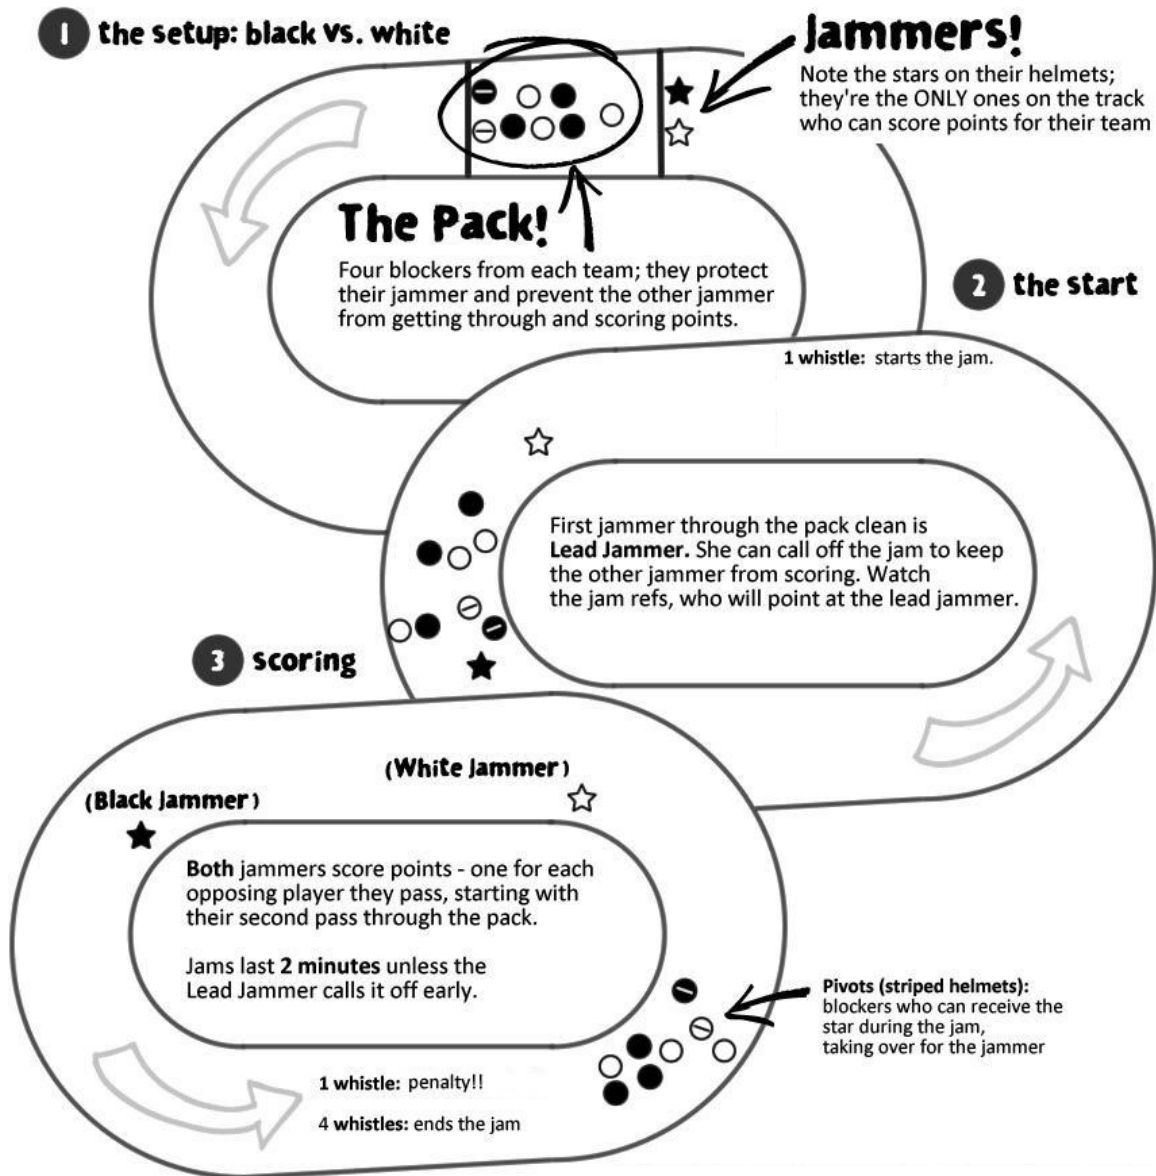 1 the setup: black vs. white
Jammers!
Note the stars on their helmets;
they're the ONLY ones on the track
who can score points for their team
The Pack!
Four blockers from each team; they protect
their jammer and prevent the other jammer
from getting through and scoring points.
2 the start
1 whistle: starts the jam.
First jammer through the pack clean is
Lead Jammer. She can call off the jam to keep
the other jammer from scoring. Watch
the jam refs, who will point at the lead jammer.
3 scoring
(White Jammer)
(Black Jammer)
Both jammers score points - one for each
opposing player they pass, starting with
their second pass through the pack.
Jams last 2 minutes unless the
Lead Jammer calls it off early.
Pivots (striped helmets):
blockers who can receive the
star during the jam,
taking over for the jammer
1 whistle: penalty!!
4 whistles: ends the jam